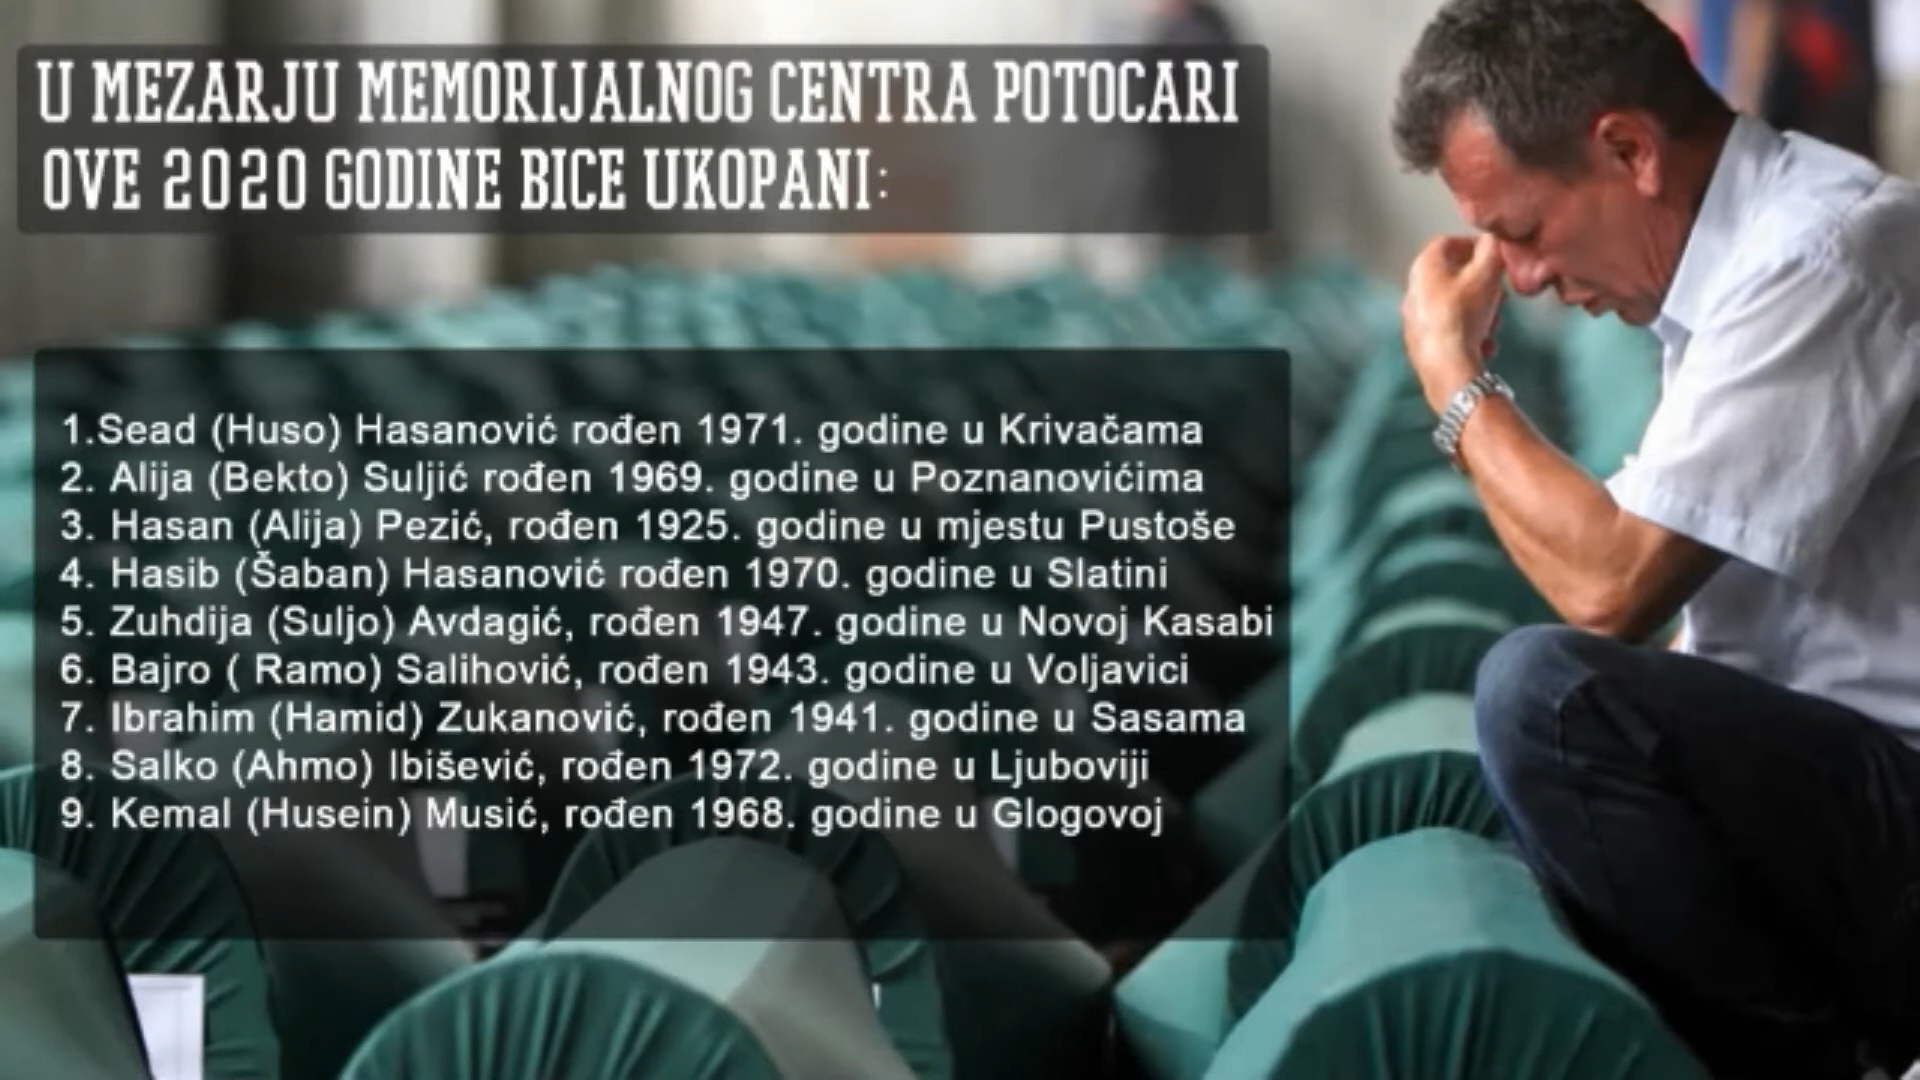 U MEZARJU MEMORIJALNOG CENTRA POTOCARI
OVE 2020 GODINE BICE UKOPANI:
1.Sead (Huso) Hasanović rođen 1971. godine u Krivačama
2. Alija (Bekto) Suljić rođen 1969. godine u Poznanovićima
3. Hasan (Alija) Pezić, rođen 1925. godine u mjestu Pustoše
4. Hasib (Šaban) Hasanović rođen 1970. godine u Slatini
5. Zuhdija (Suljo) Avdagić, rođen 1947. godine u Novoj Kasabi
6. Bajro ( Ramo) Salihović, rođen 1943. godine u Voljavici
7. Ibrahim (Hamid) Zukanović, rođen 1941. godine u Sasama
8. Salko (Ahmo) Ibišević, rođen 1972. godine u Ljuboviji
9. Kemal (Husein) Musić, rođen 1968. godine u Glogovoj